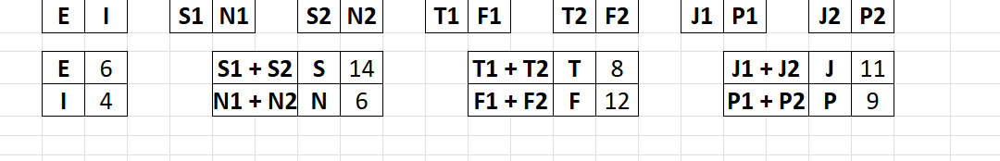 E I S1 N1 S2 N2 T1 F1 T2 F2 J1 P1 J2 P2
E 6 S1 + S2 S 14 T1 + T2 T 8 J1 + J2 J 11
I 4 N1 + N2 N 6 F1 + F2 F 12 P1 + P2 P 9